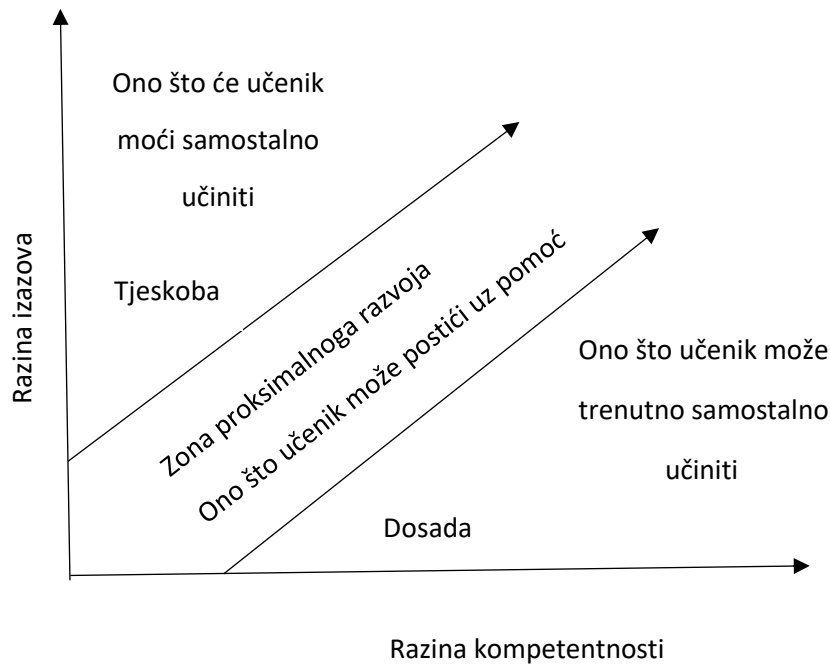 Ono što će učenik
moći samostalno
učiniti
Tjeskoba
Razina izazova
Zona proksimalnoga razvoja
Ono što učenik može postići uz pomoć
Ono što učenik može
trenutno samostalno
učiniti
Dosada
Razina kompetentnosti